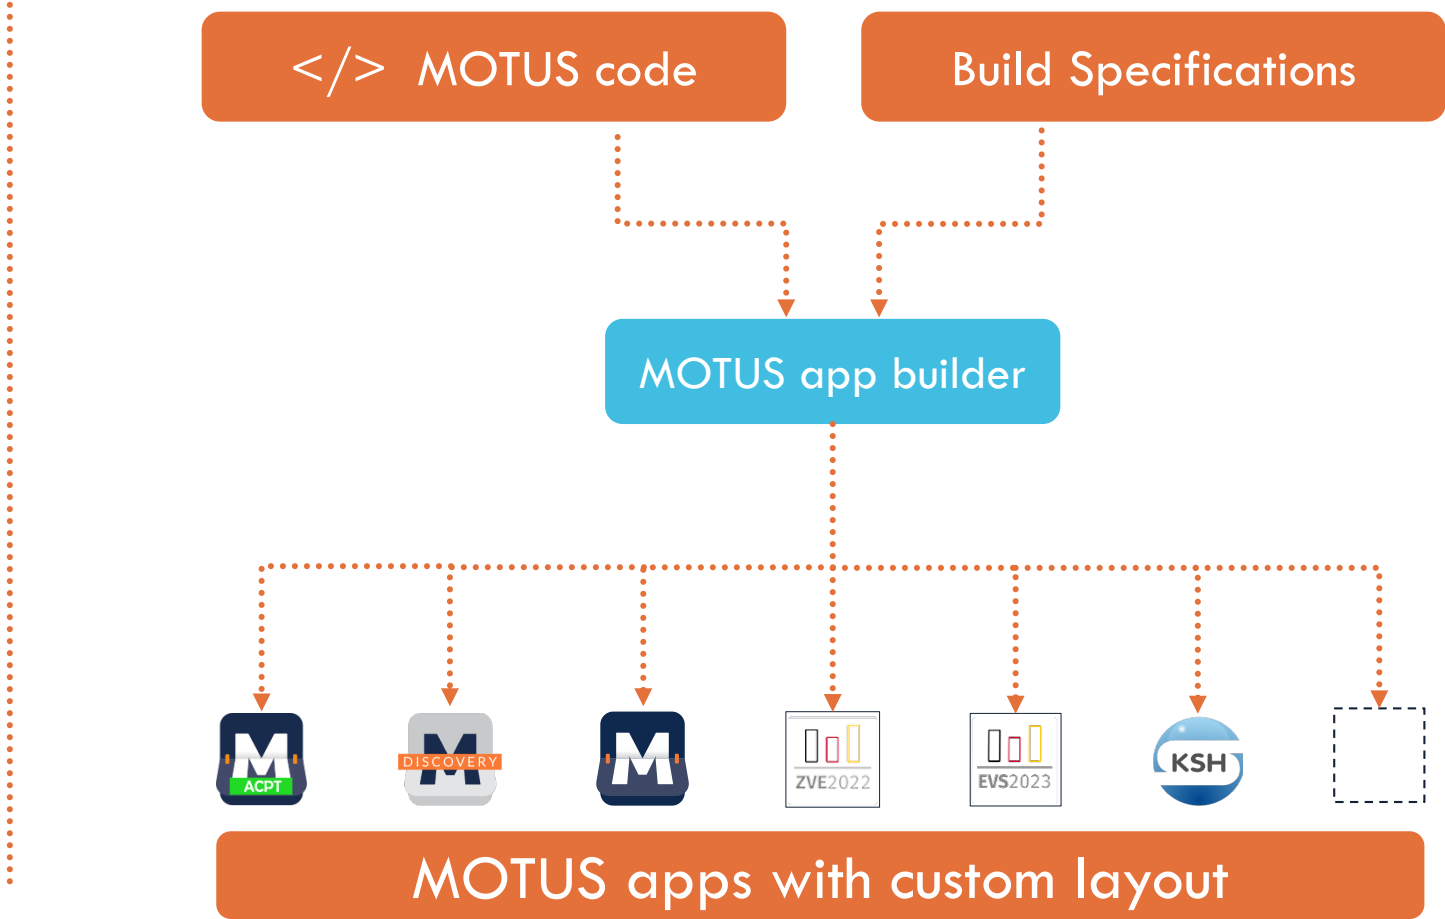 </> MOTUS code
Build Specifications
MOTUS app builder
M
ACPT
M
DISCOVERY
M
ZVE2022
EVS2023
KSH
MOTUS apps with custom layout